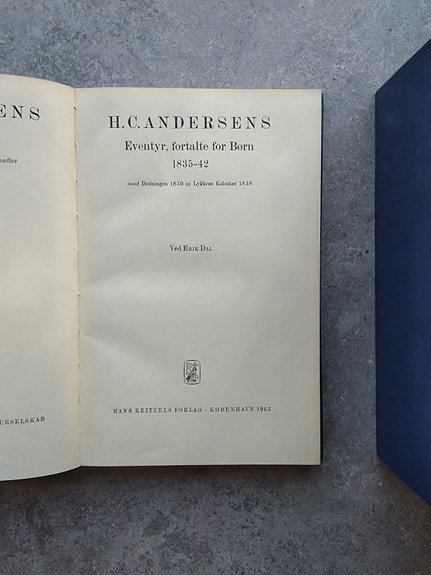 ENS
URSELSKAB
H.C.ANDERSENS
Eventyr, fortalte for Børn
1835-42
samt Dødningen 1830 og Lykkens Kalosker 1838
Ved ERIK DAL
HANS REITZELS FORLAG · KØBENHAVN 1963